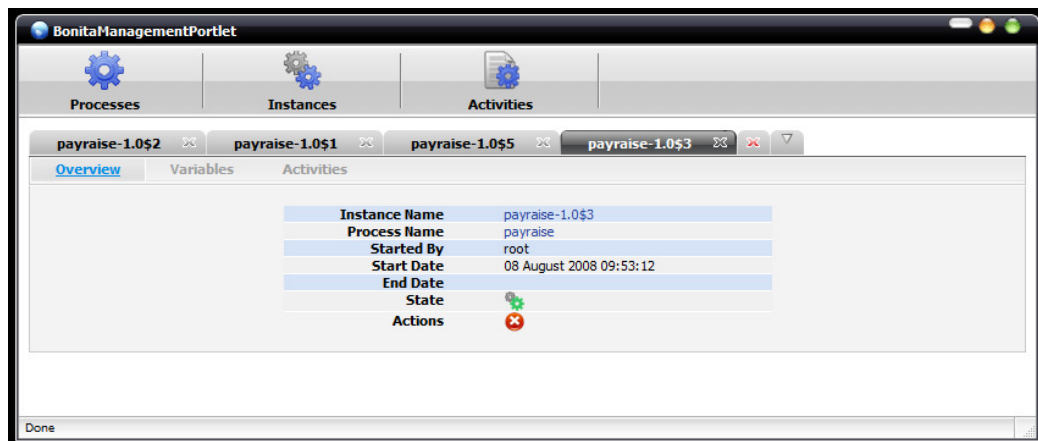 BonitaManagementPortlet
Processes Instances Activities
payraise-1.0$2 payraise-1.0$1 payraise-1.0$5 payraise-1.0$3
Overview Variables Activities
Instance Name payraise-1.0$3
Process Name payraise
Started By root
Start Date 08 August 2008 09:53:12
End Date
State
Actions
Done